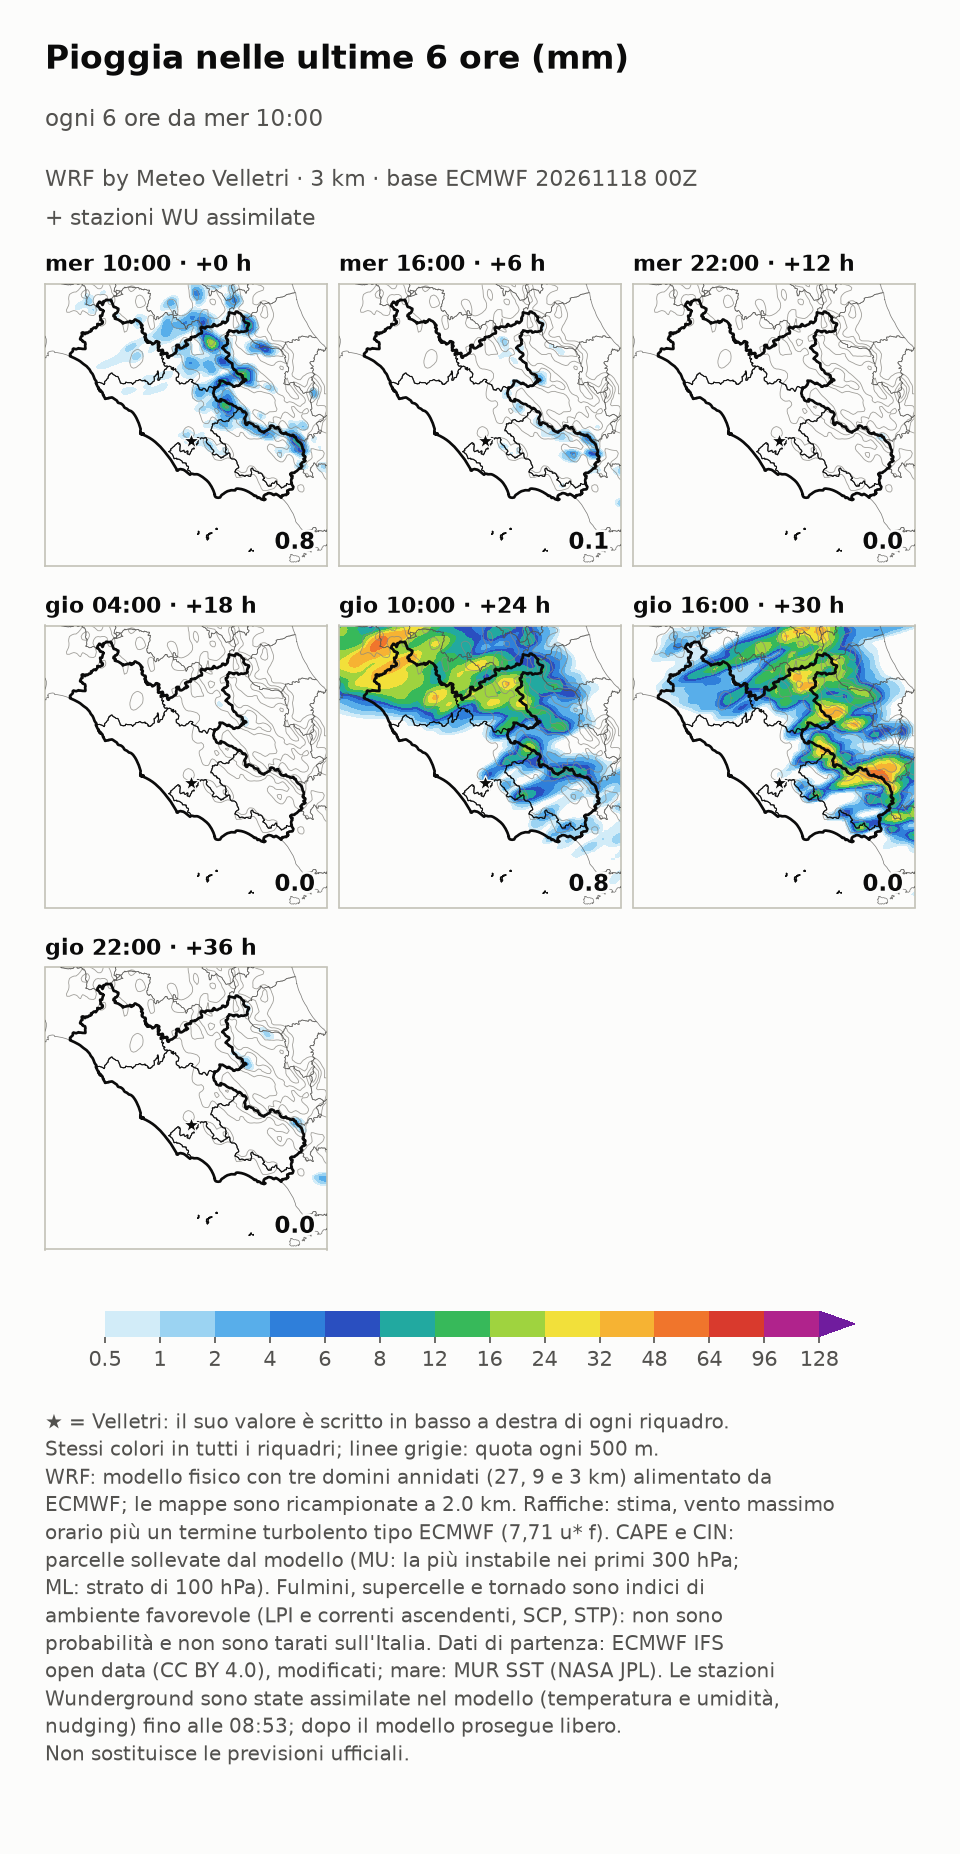 Pioggia nelle ultime 6 ore (mm)
ogni 6 ore da mer 10:00
WRF by Meteo Velletri · 3 km · base ECMWF 20261118 00Z
+ stazioni WU assimilate
mer 10:00 · +0 h
mer 16:00 · +6 h
mer 22:00 · +12 h
0.8
0.1
0.0
gio 04:00 · +18 h
gio 10:00 · +24 h
gio 16:00 · +30 h
0.0
0.8
0.0
gio 22:00 · +36 h
0.0
0.5 1 2 4 6 8 12 16 24 32 48 64 96 128
★ = Velletri: il suo valore è scritto in basso a destra di ogni riquadro.
Stessi colori in tutti i riquadri; linee grigie: quota ogni 500 m.
WRF: modello fisico con tre domini annidati (27, 9 e 3 km) alimentato da
ECMWF; le mappe sono ricampionate a 2.0 km. Raffiche: stima, vento massimo
orario più un termine turbolento tipo ECMWF (7,71 u* f). CAPE e CIN:
parcelle sollevate dal modello (MU: la più instabile nei primi 300 hPa;
ML: strato di 100 hPa). Fulmini, supercelle e tornado sono indici di
ambiente favorevole (LPI e correnti ascendenti, SCP, STP): non sono
probabilità e non sono tarati sull'Italia. Dati di partenza: ECMWF IFS
open data (CC BY 4.0), modificati; mare: MUR SST (NASA JPL). Le stazioni
Wunderground sono state assimilate nel modello (temperatura e umidità,
nudging) fino alle 08:53; dopo il modello prosegue libero.
Non sostituisce le previsioni ufficiali.